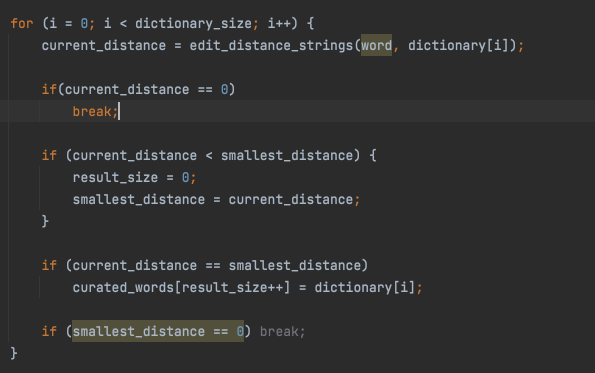 for (i = 0; i < dictionary_size; i++) {
    current_distance = edit_distance_strings(word, dictionary[i]);

    if(current_distance == 0)
        break;

    if (current_distance < smallest_distance) {
        result_size = 0;
        smallest_distance = current_distance;
    }

    if (current_distance == smallest_distance)
        curated_words[result_size++] = dictionary[i];

    if (smallest_distance == 0) break;
}